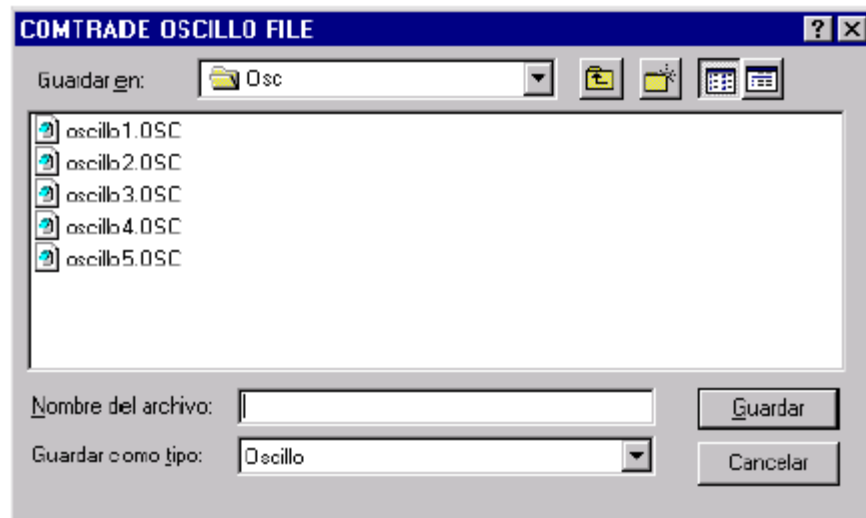 COMTRADE OSCILLO FILE
Guardar en: Osc
oscillo1.OSC
oscillo2.OSC
oscillo3.OSC
oscillo4.OSC
oscillo5.OSC
Nombre del archivo: Guardar
Guardar como tipo: Oscillo Cancelar